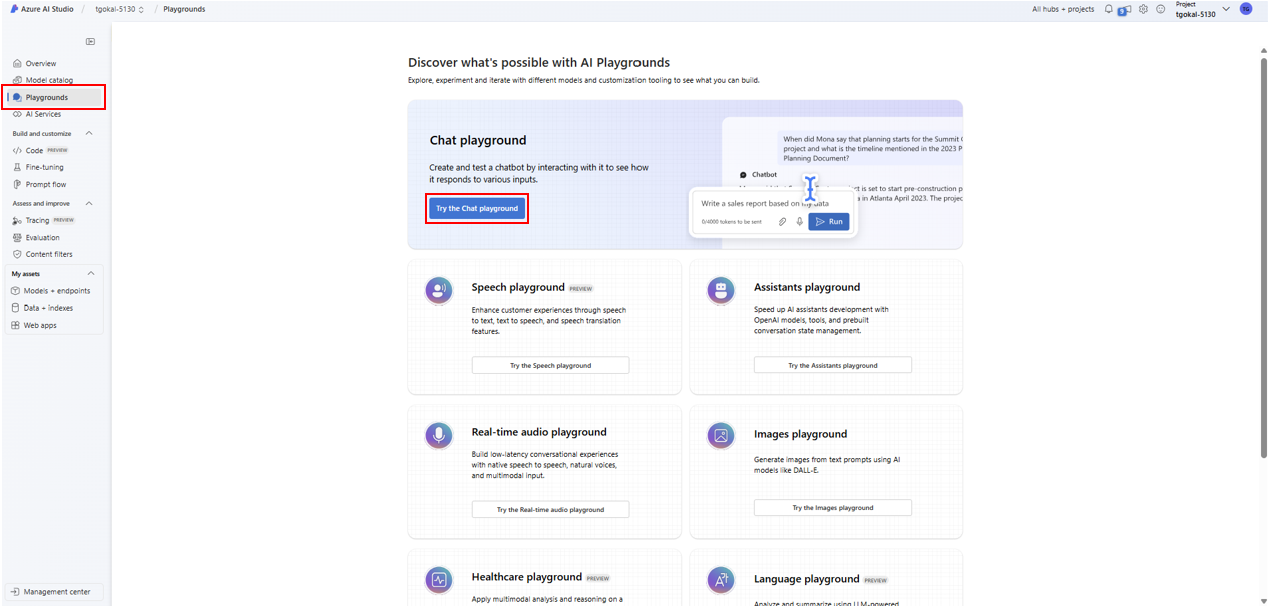 Azure AI Studio / tgokal-5130 / Playgrounds
All hubs + projects
5
Project
tgokal-5130
TG
Overview
Model catalog
Playgrounds
AI Services
Build and customize
Code PREVIEW
Fine-tuning
Prompt flow
Assess and improve
Tracing PREVIEW
Evaluation
Content filters
My assets
Models + endpoints
Data + indexes
Web apps
Management center
Discover what's possible with AI Playgrounds
Explore, experiment and iterate with different models and customization tooling to see what you can build.
Chat playground
Create and test a chatbot by interacting with it to see how
it responds to various inputs.
Try the Chat playground
When did Mona say that planning starts for the Summit
project and what is the timeline mentioned in the 2023 P
Planning Document?
Chatbot
ject is set to start pre-construction p
a in Atlanta April 2023. The projec
Write a sales report based on my data
0/4000 tokens to be sent
Run
Speech playground PREVIEW
Enhance customer experiences through speech
to text, text to speech, and speech translation
features.
Try the Speech playground
Assistants playground
Speed up AI assistants development with
OpenAI models, tools, and prebuilt
conversation state management.
Try the Assistants playground
Real-time audio playground
Build low-latency conversational experiences
with native speech to speech, natural voices,
and multimodal input.
Try the Real-time audio playground
Images playground
Generate images from text prompts using AI
models like DALL-E.
Try the Images playground
Healthcare playground PREVIEW
Apply multimodal analysis and reasoning on a
Language playground PREVIEW
Analyze and summarize using LLM-powered